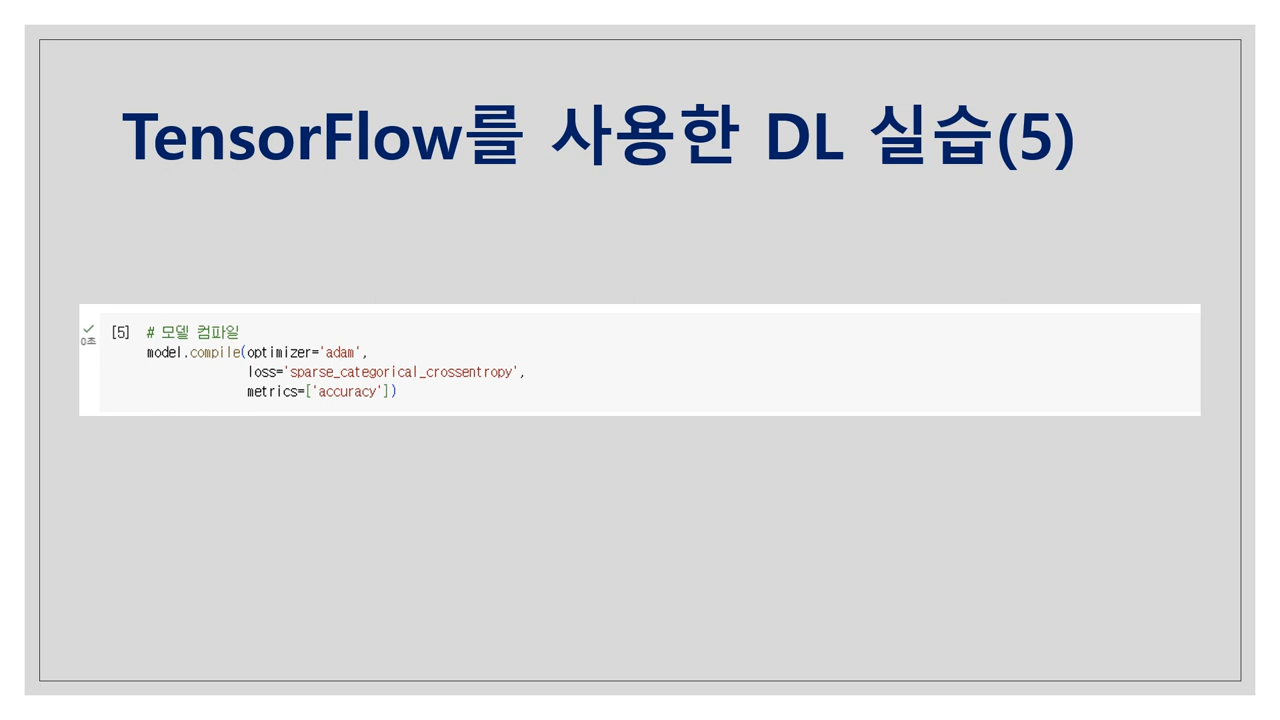 TensorFlow를 사용한 DL 실습(5)
✓
0초
[5] # 모델 컴파일
model.compile(optimizer='adam',
loss='sparse_categorical_crossentropy',
metrics=['accuracy'])